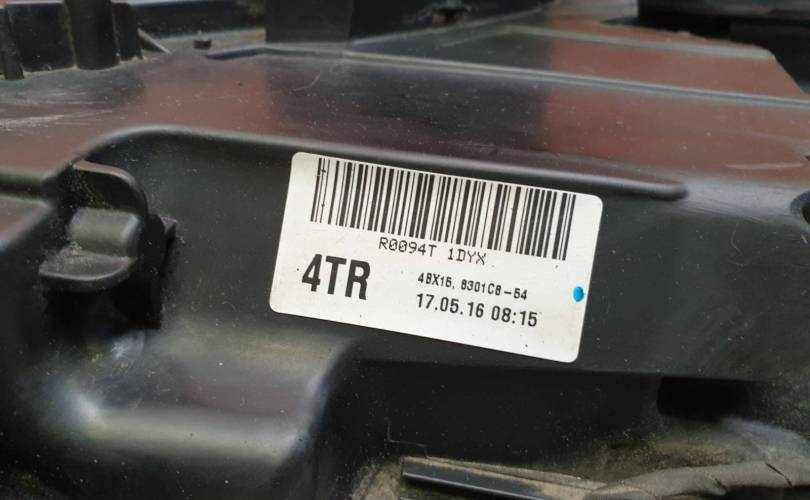 R0094T 1DYX
4TR
4BX15, 8301C8-54
17.05.16 08:15